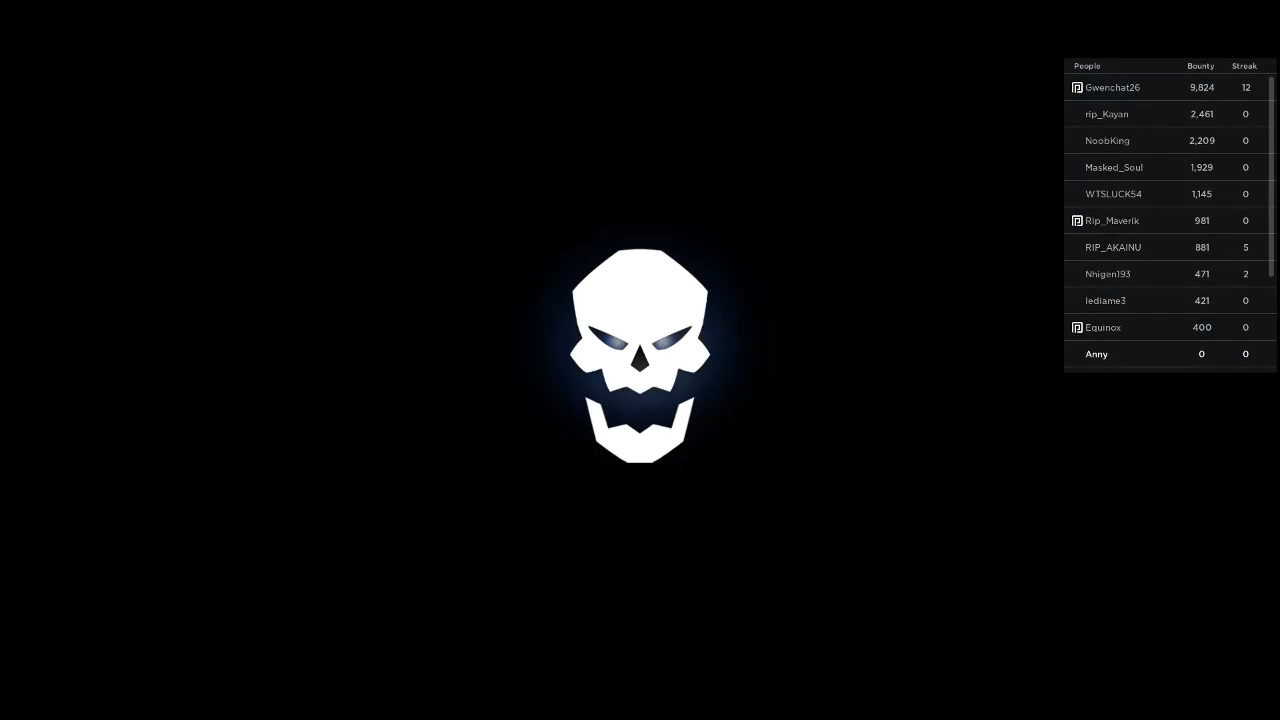 People Bounty Streak
Gwenchat26 9,824 12
rip_Kayan 2,461 0
NoobKing 2,209 0
Masked_Soul 1,929 0
WTSLUCK54 1,145 0
Rip_Maverik 981 0
RIP_AKAINU 881 5
Nhigen193 471 2
lediame3 421 0
Equinox 400 0
Anny 0 0